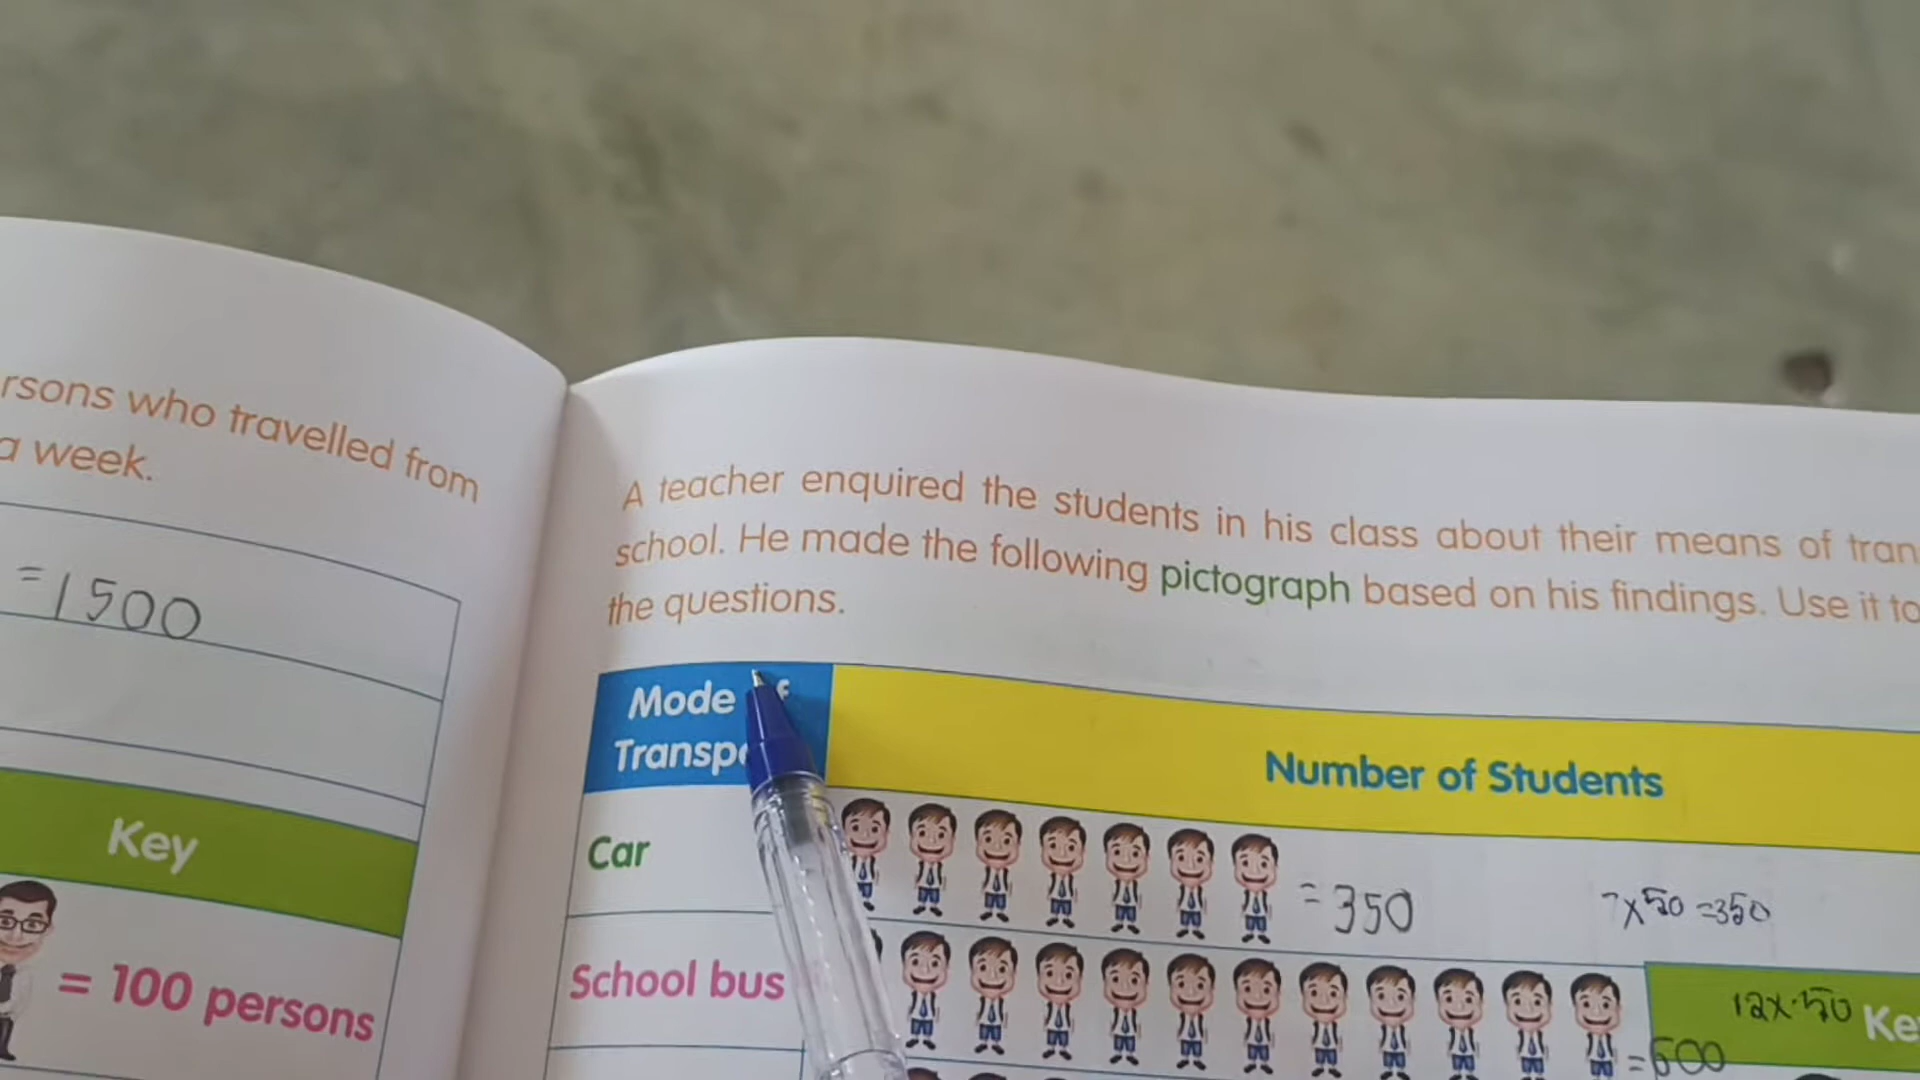 rsons who travelled from
a week.
=1500
Key
= 100 persons
A teacher enquired the students in his class about their means of tran
school. He made the following pictograph based on his findings. Use it to
the questions.
Mode
Transp
Number of Students
Car
=350
7x50=350
School bus
12x50
Ke
=600